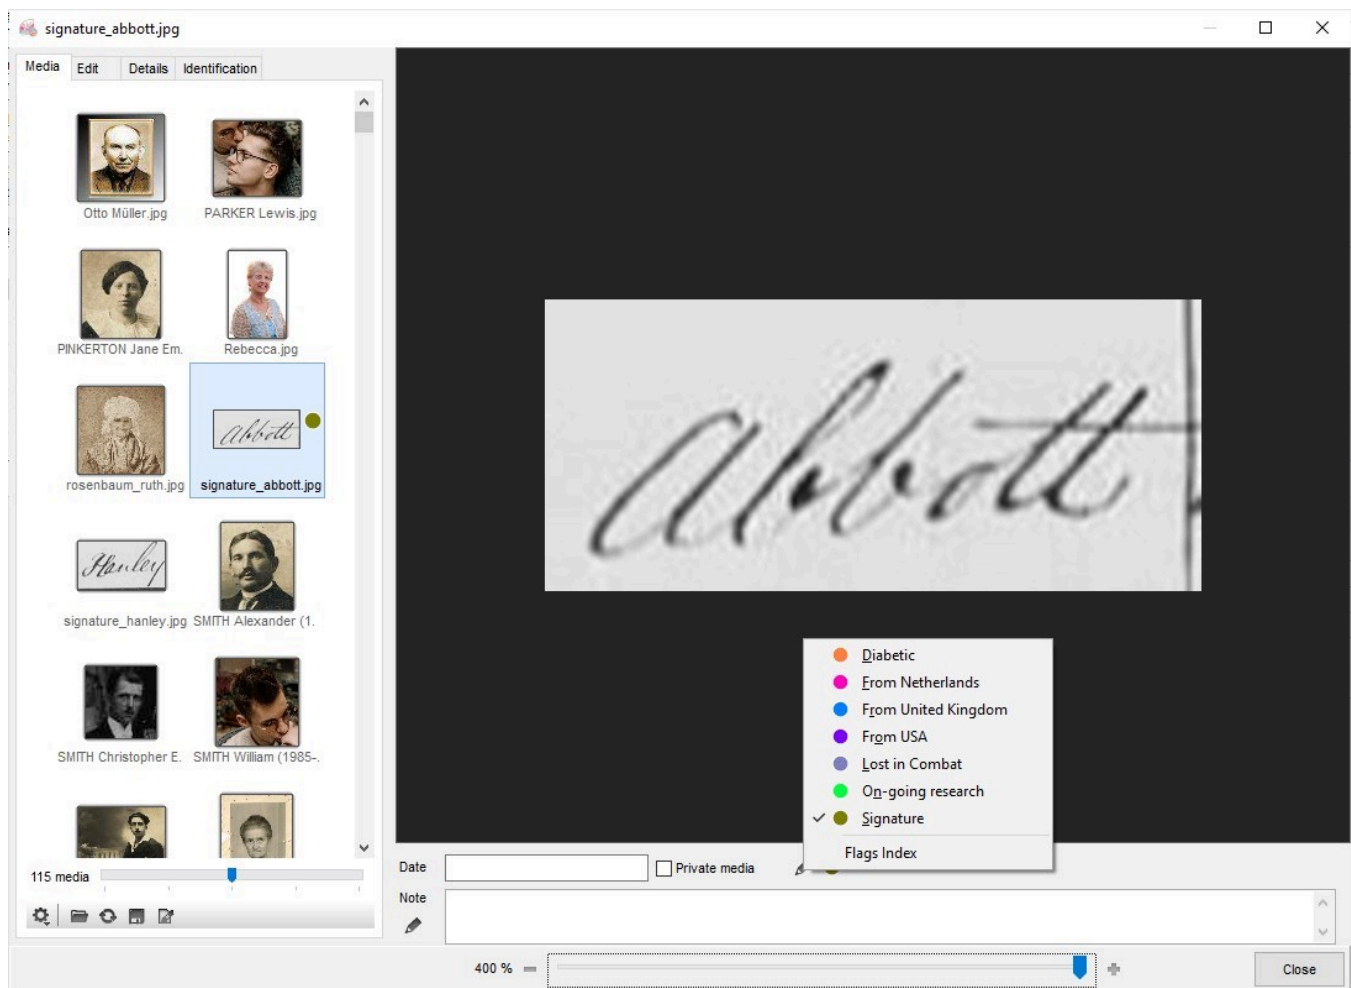 signature_abbott.jpg
Media Edit Details Identification
Otto Müller.jpg PARKER Lewis.jpg
PINKERTON Jane Em. Rebecca.jpg
rosenbaum_ruth.jpg signature_abbott.jpg
Abbott
Hanley
signature_hanley.jpg SMITH Alexander (1.
SMITH Christopher E. SMITH William (1985-.
115 media
Abbott
Diabetic
From Netherlands
From United Kingdom
From USA
Lost in Combat
On-going research
Signature
Flags Index
Date Private media
Note
400 %
Close